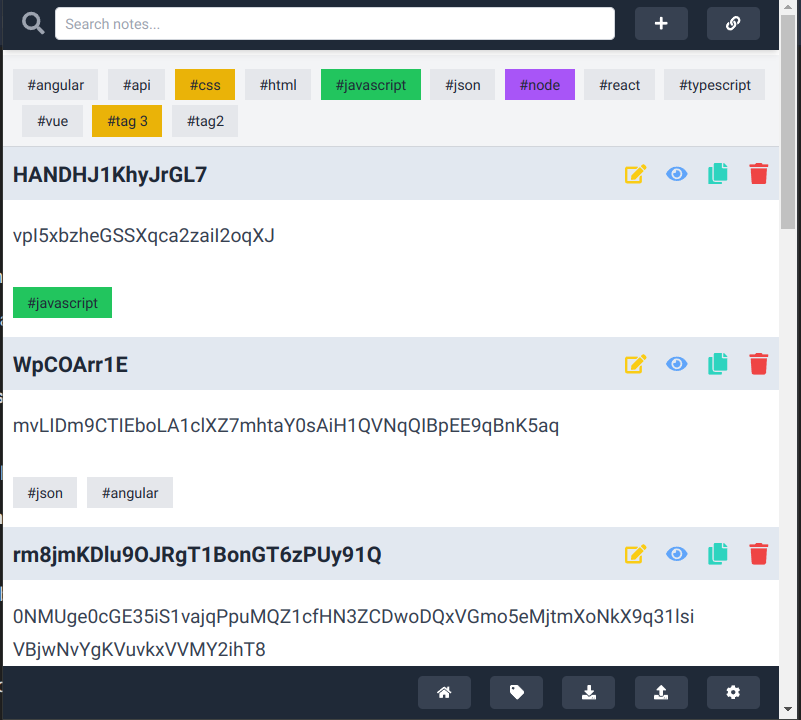 Search notes...
#angular #api #css #html #javascript #json #node #react #typescript
#vue #tag 3 #tag2
HANDHJ1KhyJrGL7
vpI5xbzheGSSXqca2zaiI2oqXJ
#javascript
WpCOArr1E
mvLIDm9CTIEboLA1clXZ7mhtaY0sAiH1QVNqQIBpEE9qBnK5aq
#json #angular
rm8jmKDlu9OJRgT1BonGT6zPUy91Q
0NMUge0cGE35iS1vajqPpuMQZ1cfHN3ZCDwoDQxVGmo5eMjtmXoNkX9q31lsi
VBjwNvYgKVuvkxVVMY2ihT8